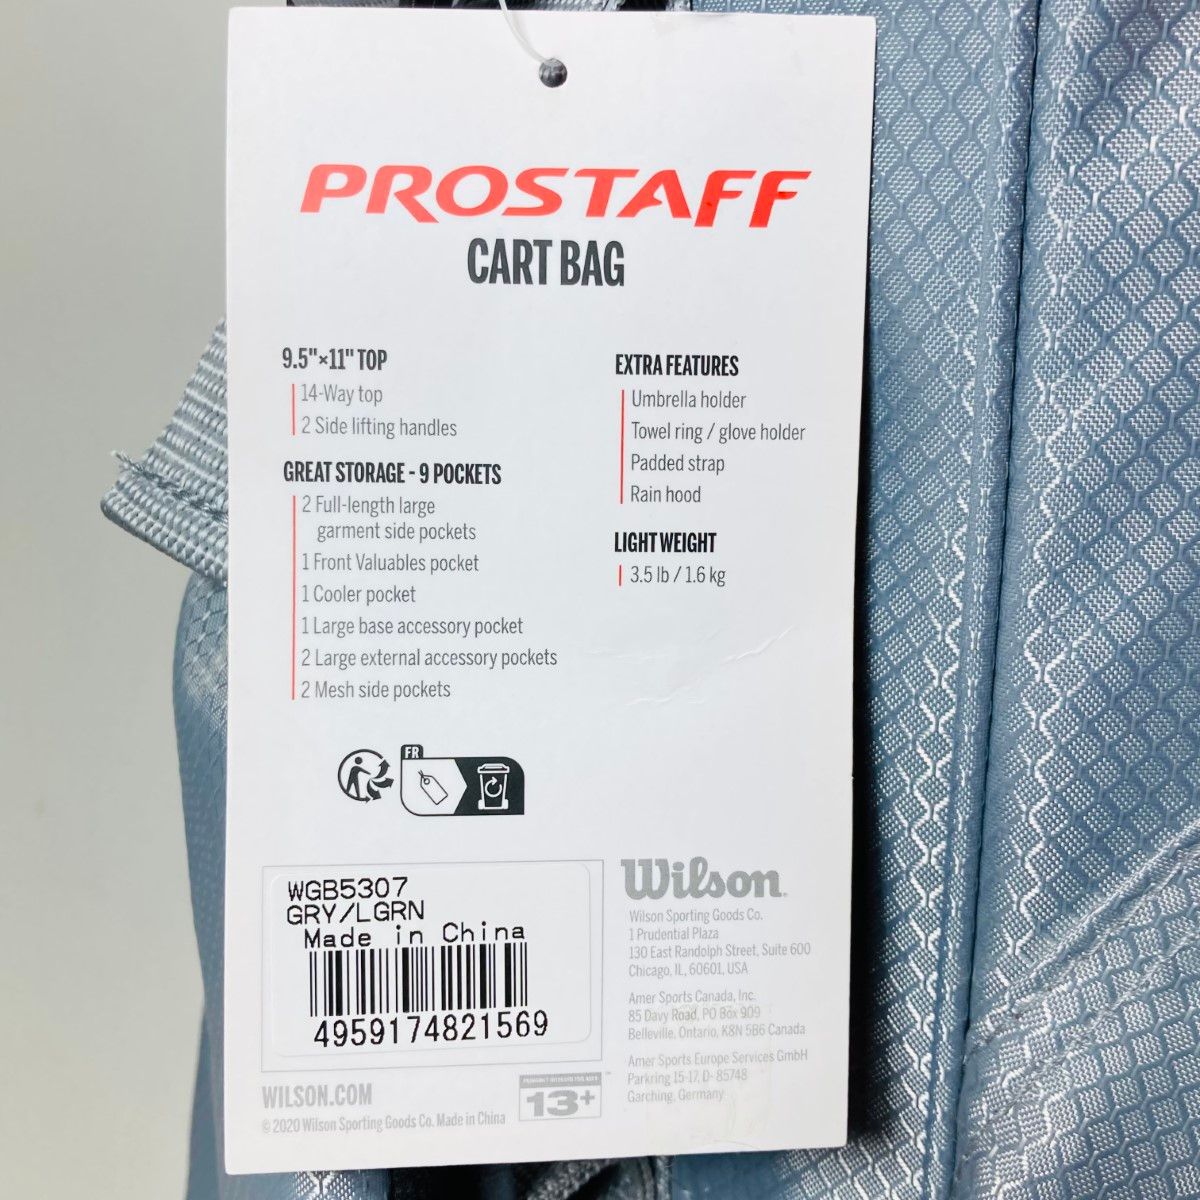 PROSTAFF
CART BAG
9.5"×11" TOP
14-Way top
2 Side lifting handles
GREAT STORAGE - 9 POCKETS
2 Full-length large
garment side pockets
1 Front Valuables pocket
1 Cooler pocket
1 Large base accessory pocket
2 Large external accessory pockets
2 Mesh side pockets
EXTRA FEATURES
Umbrella holder
Towel ring / glove holder
Padded strap
Rain hood
LIGHT WEIGHT
3.5 lb / 1.6 kg
FR
WGB5307
GRY/LGRN
Made in China
4959174821569
WILSON.COM
© 2020 Wilson Sporting Goods Co. Made in China
13+
Wilson
Wilson Sporting Goods Co.
1 Prudential Plaza
130 East Randolph Street, Suite 600
Chicago, IL, 60601, USA
Amer Sports Canada, Inc.
85 Davy Road, PO Box 909
Belleville, Ontario, K8N 5B6 Canada
Amer Sports Europe Services GmbH
Parkring 15-17, D- 85748
Garching, Germany